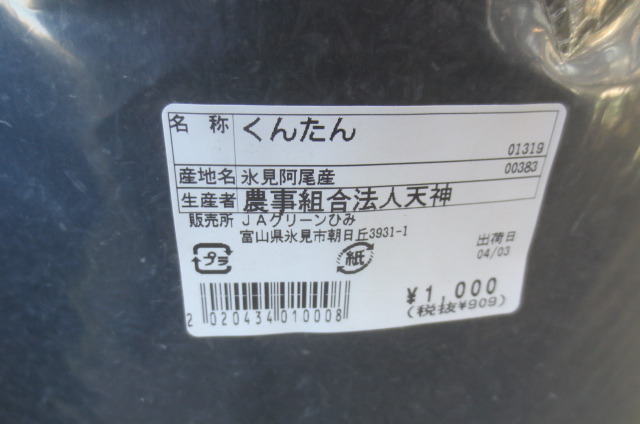 名 称 くんたん
01319
産地名 氷見阿尾産 00383
生産者 農事組合法人天神
販売所 JAグリーンひみ
富山県氷見市朝日丘3931-1
出荷日
プラ 紙 04/03
¥1,000
(税抜¥909)
2 020434 010008